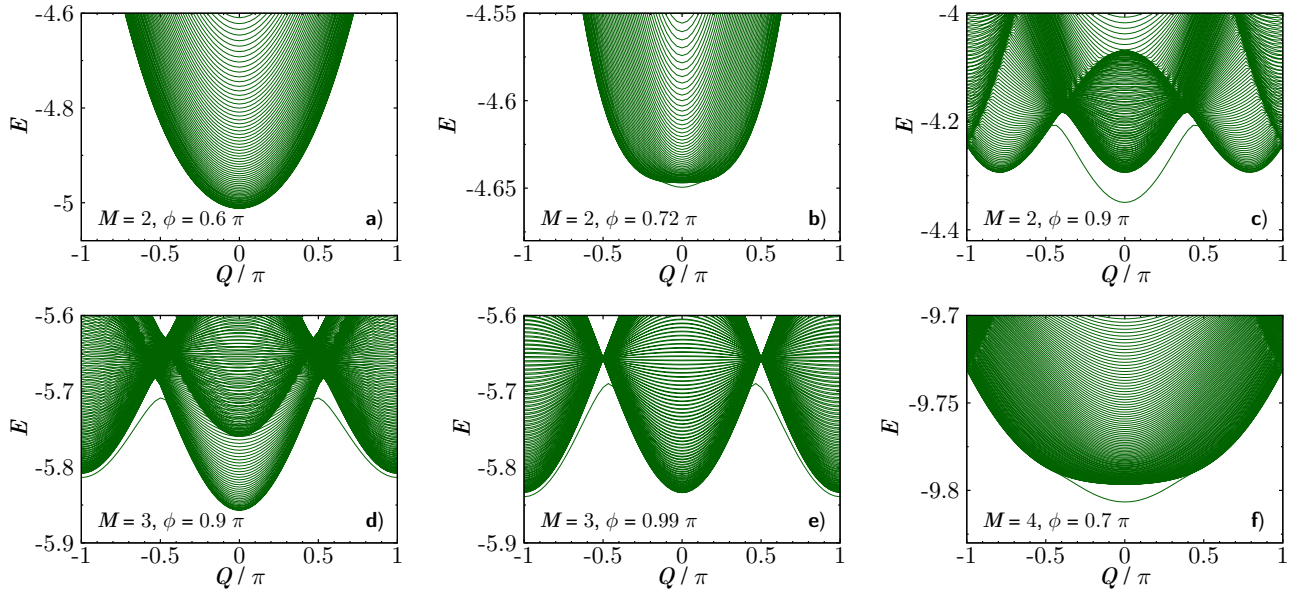 -4.6
-4.8
-5
E
M = 2, ϕ = 0.6 π
a)
-1 -0.5 0 0.5 1
Q / π
-4.55
-4.6
-4.65
E
M = 2, ϕ = 0.72 π
b)
-1 -0.5 0 0.5 1
Q / π
-4
-4.2
-4.4
E
M = 2, ϕ = 0.9 π
c)
-1 -0.5 0 0.5 1
Q / π
-5.6
-5.7
-5.8
-5.9
E
M = 3, ϕ = 0.9 π
d)
-1 -0.5 0 0.5 1
Q / π
-5.6
-5.7
-5.8
-5.9
E
M = 3, ϕ = 0.99 π
e)
-1 -0.5 0 0.5 1
Q / π
-9.7
-9.75
-9.8
E
M = 4, ϕ = 0.7 π
f)
-1 -0.5 0 0.5 1
Q / π